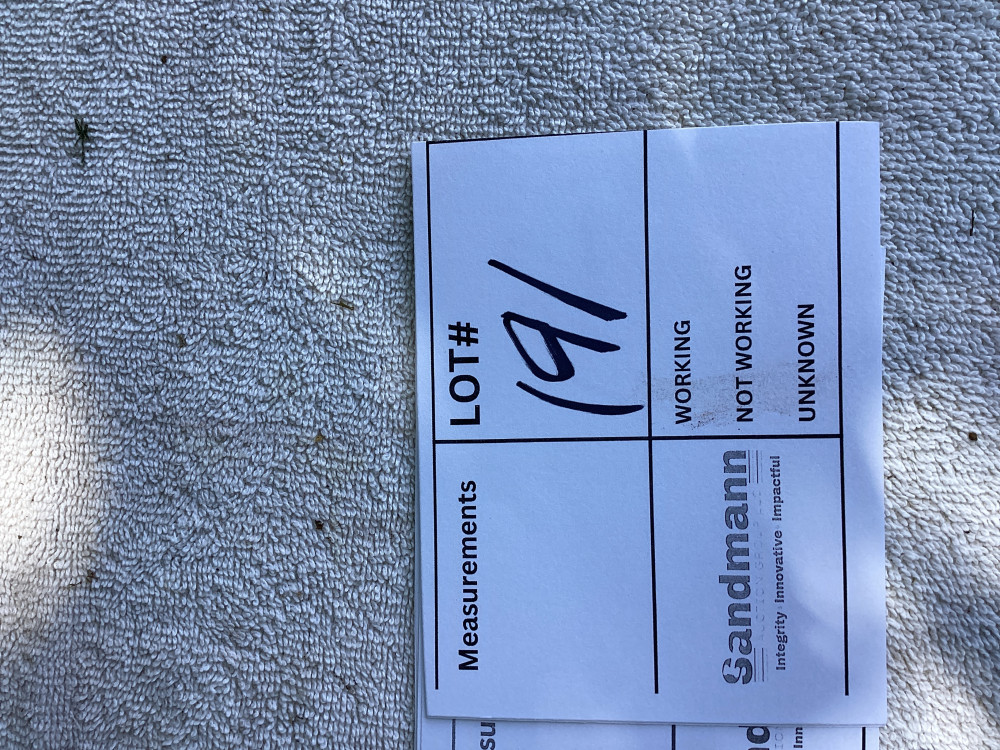 Measurements
LOT#
191
Sandmann
Integrity Innovative Impactful
WORKING
NOT WORKING
UNKNOWN